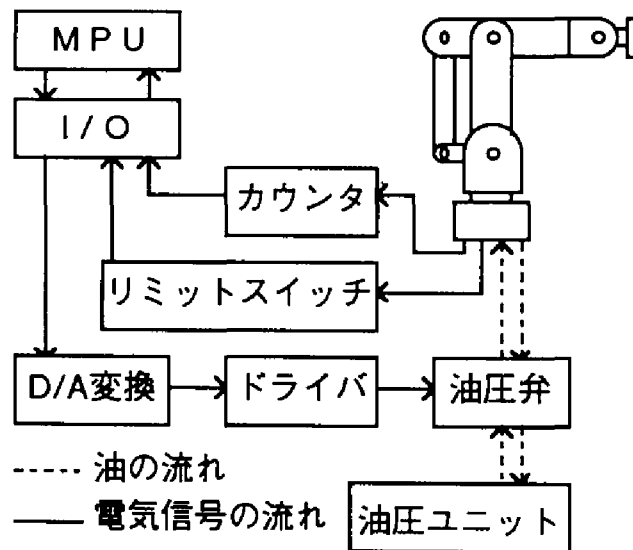 MPU
I/O
カウンタ
リミットスイッチ
D/A変換
ドライバ
油圧弁
油の流れ
電気信号の流れ
油圧ユニット